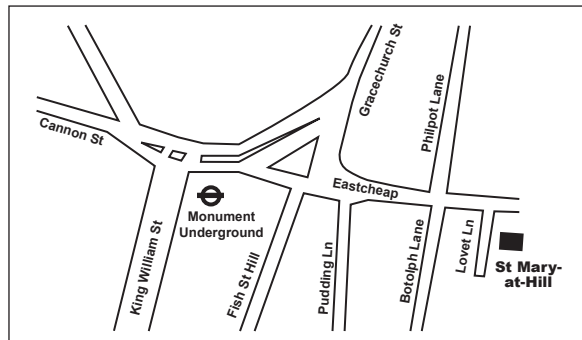 Gracechurch St
Philpot Lane
Cannon St
Eastcheap
Monument
Underground
King William St
Fish St Hill
Pudding Ln
Botolph Lane
Lovet Ln
St Mary-
at-Hill